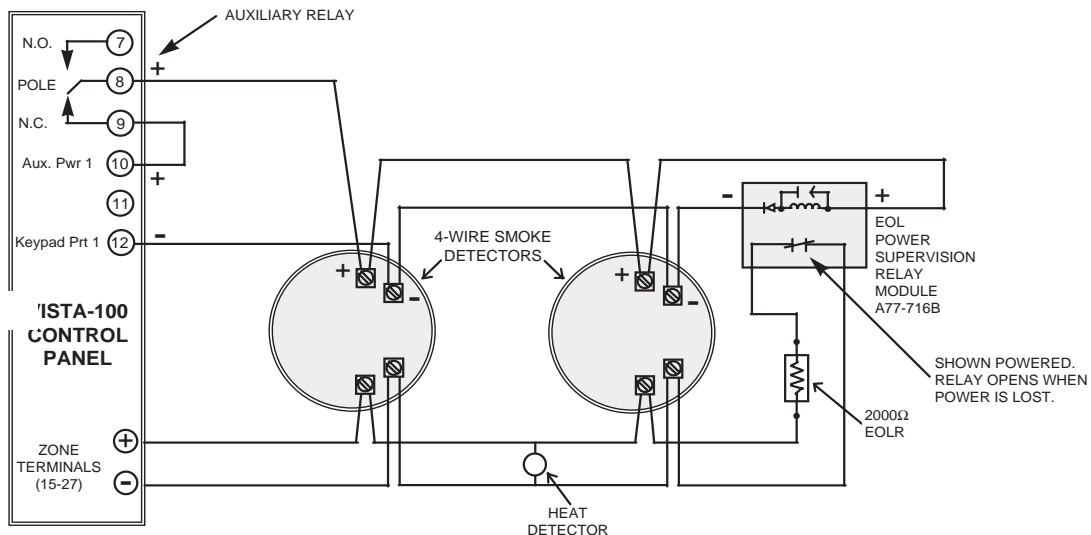 AUXILIARY RELAY
N.O.
7
+
POLE
8
N.C.
9
Aux. Pwr 1
10
+
11
Keypad Prt 1
12
-
4-WIRE SMOKE
DETECTORS
+
-
+
-
-
+
EOL
POWER
SUPERVISION
RELAY
MODULE
A77-716B
ISTA-100
CONTROL
PANEL
SHOWN POWERED.
RELAY OPENS WHEN
POWER IS LOST.
2000Ω
EOLR
ZONE
TERMINALS
(15-27)
+
-
HEAT
DETECTOR